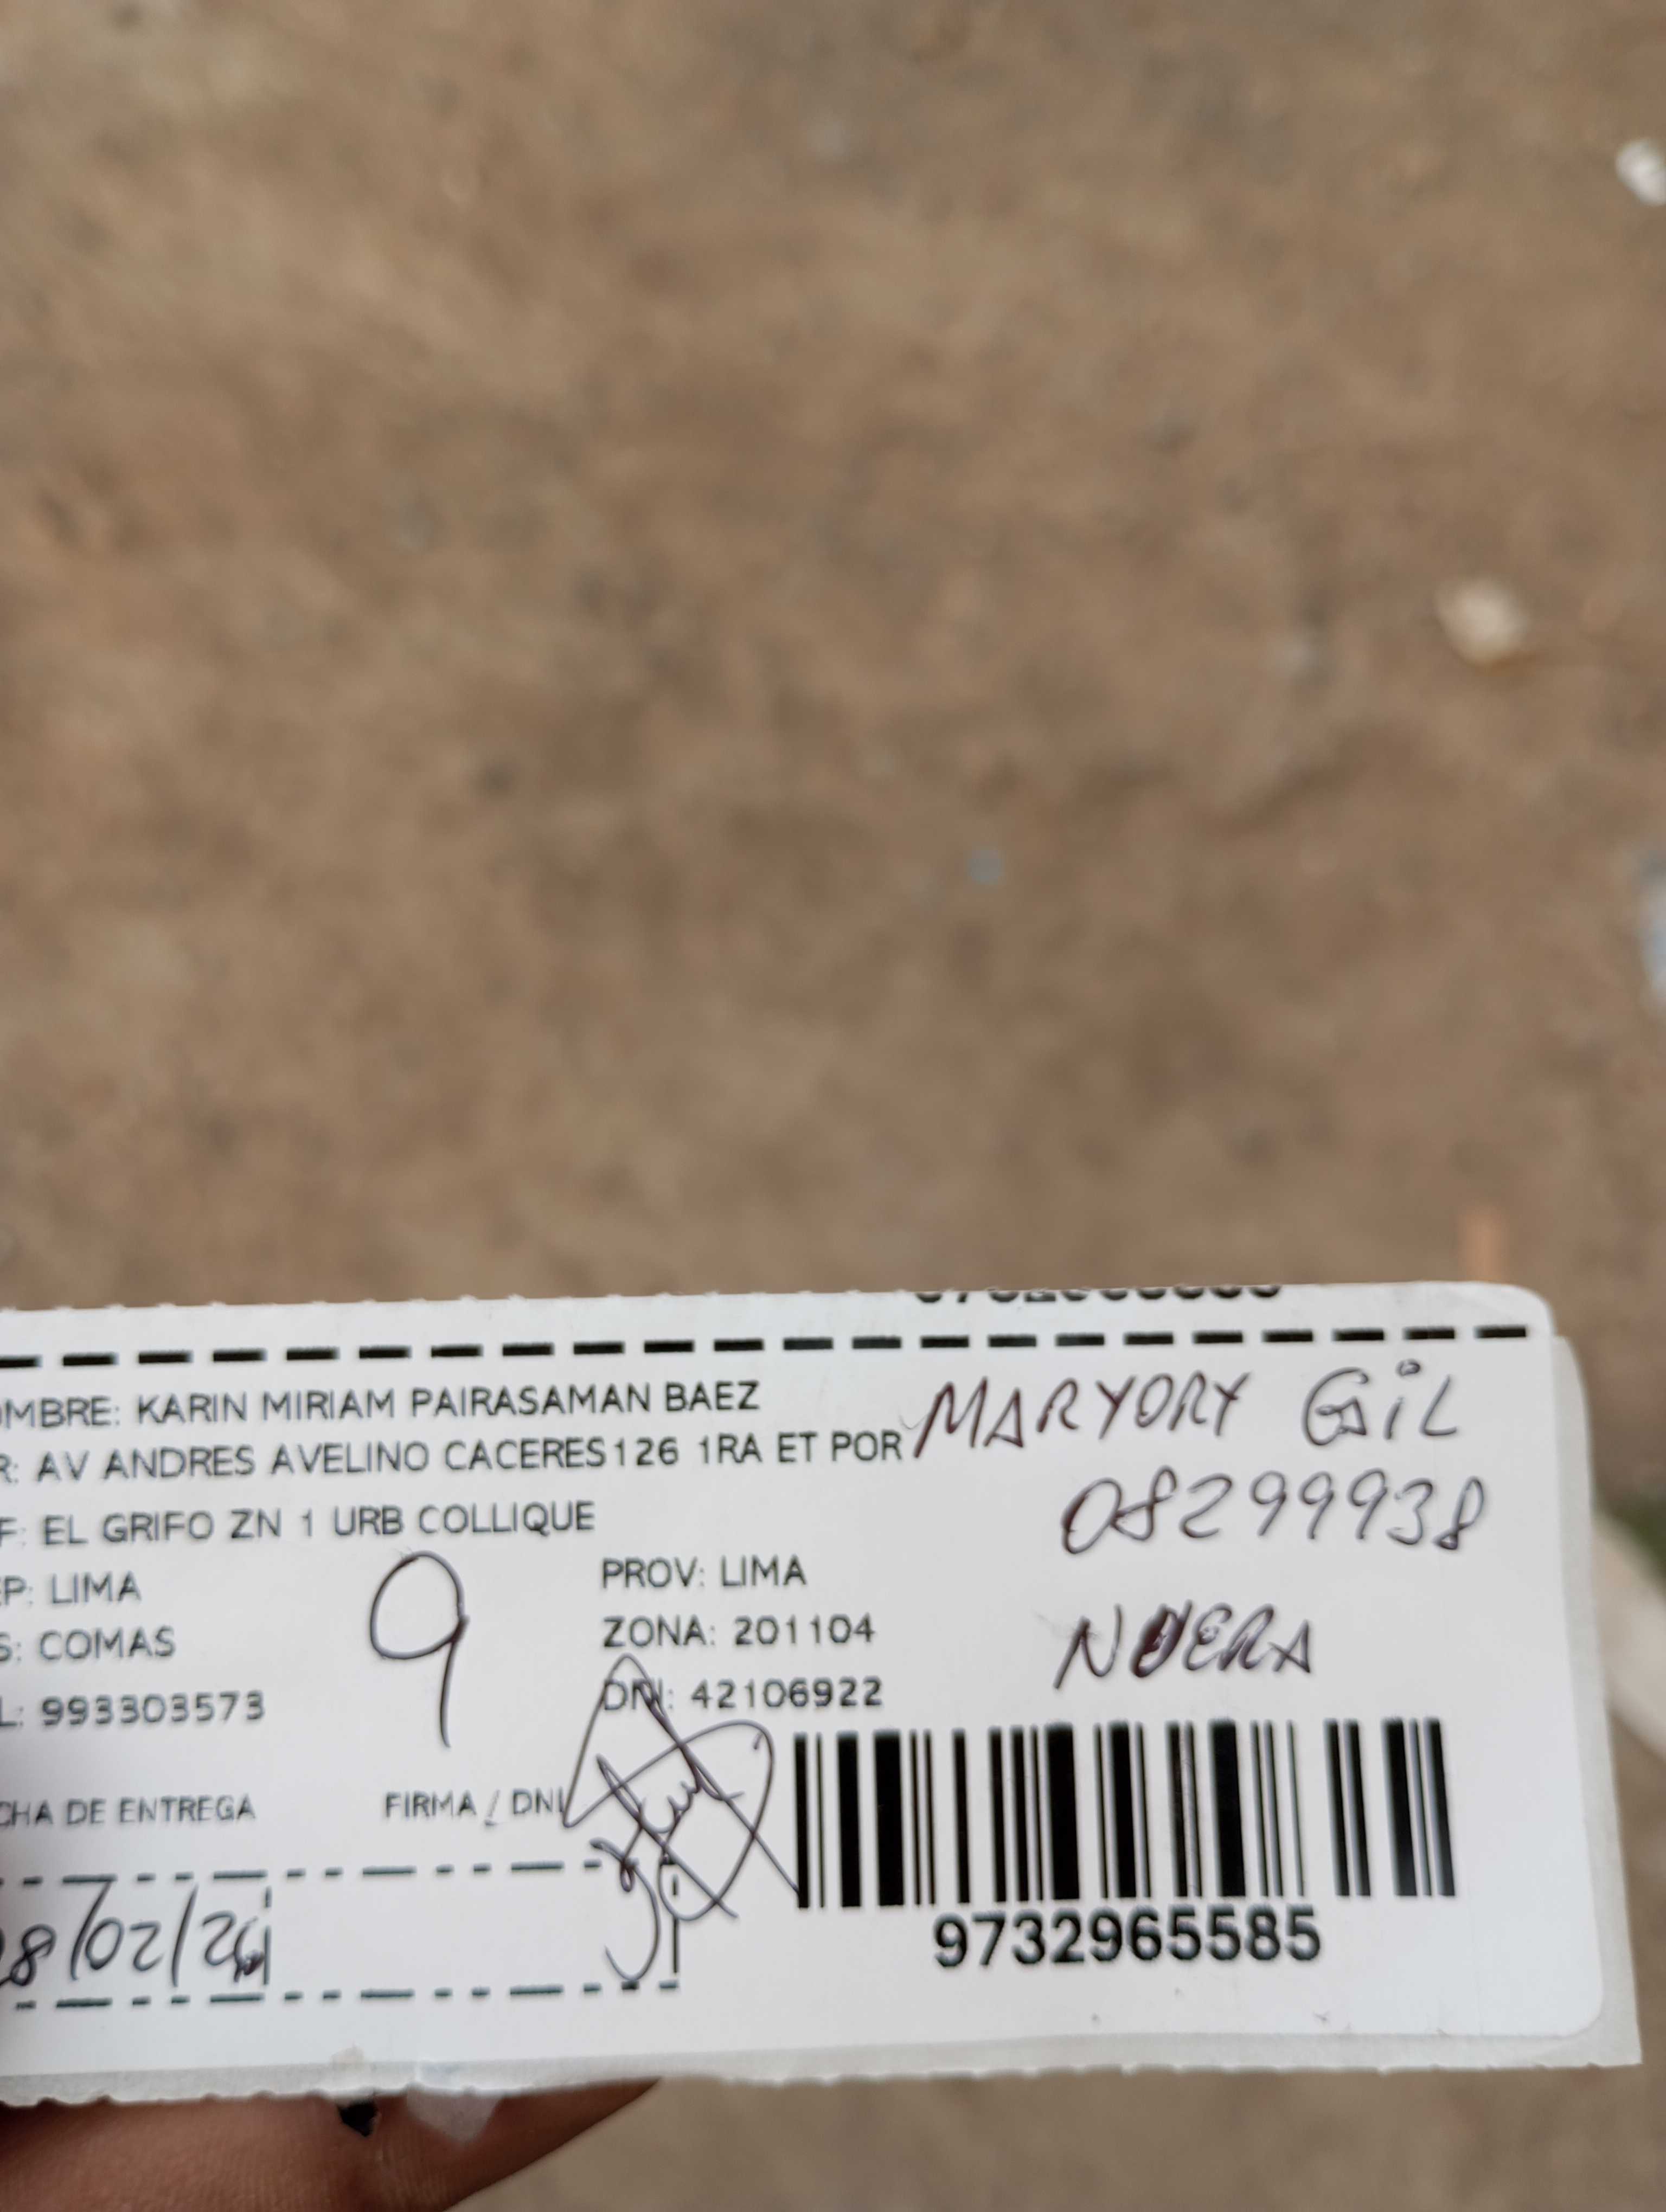 OMBRE: KARIN MIRIAM PAIRASAMAN BAEZ
R: AV ANDRES AVELINO CACERES126 1RA ET POR
F: EL GRIFO ZN 1 URB COLLIQUE
EP: LIMA
PROV: LIMA
S: COMAS
ZONA: 201104
L: 993303573
DNI: 42106922
9
MARYORY GIL
08299938
NUERA
CHA DE ENTREGA
FIRMA / DNI
9732965585